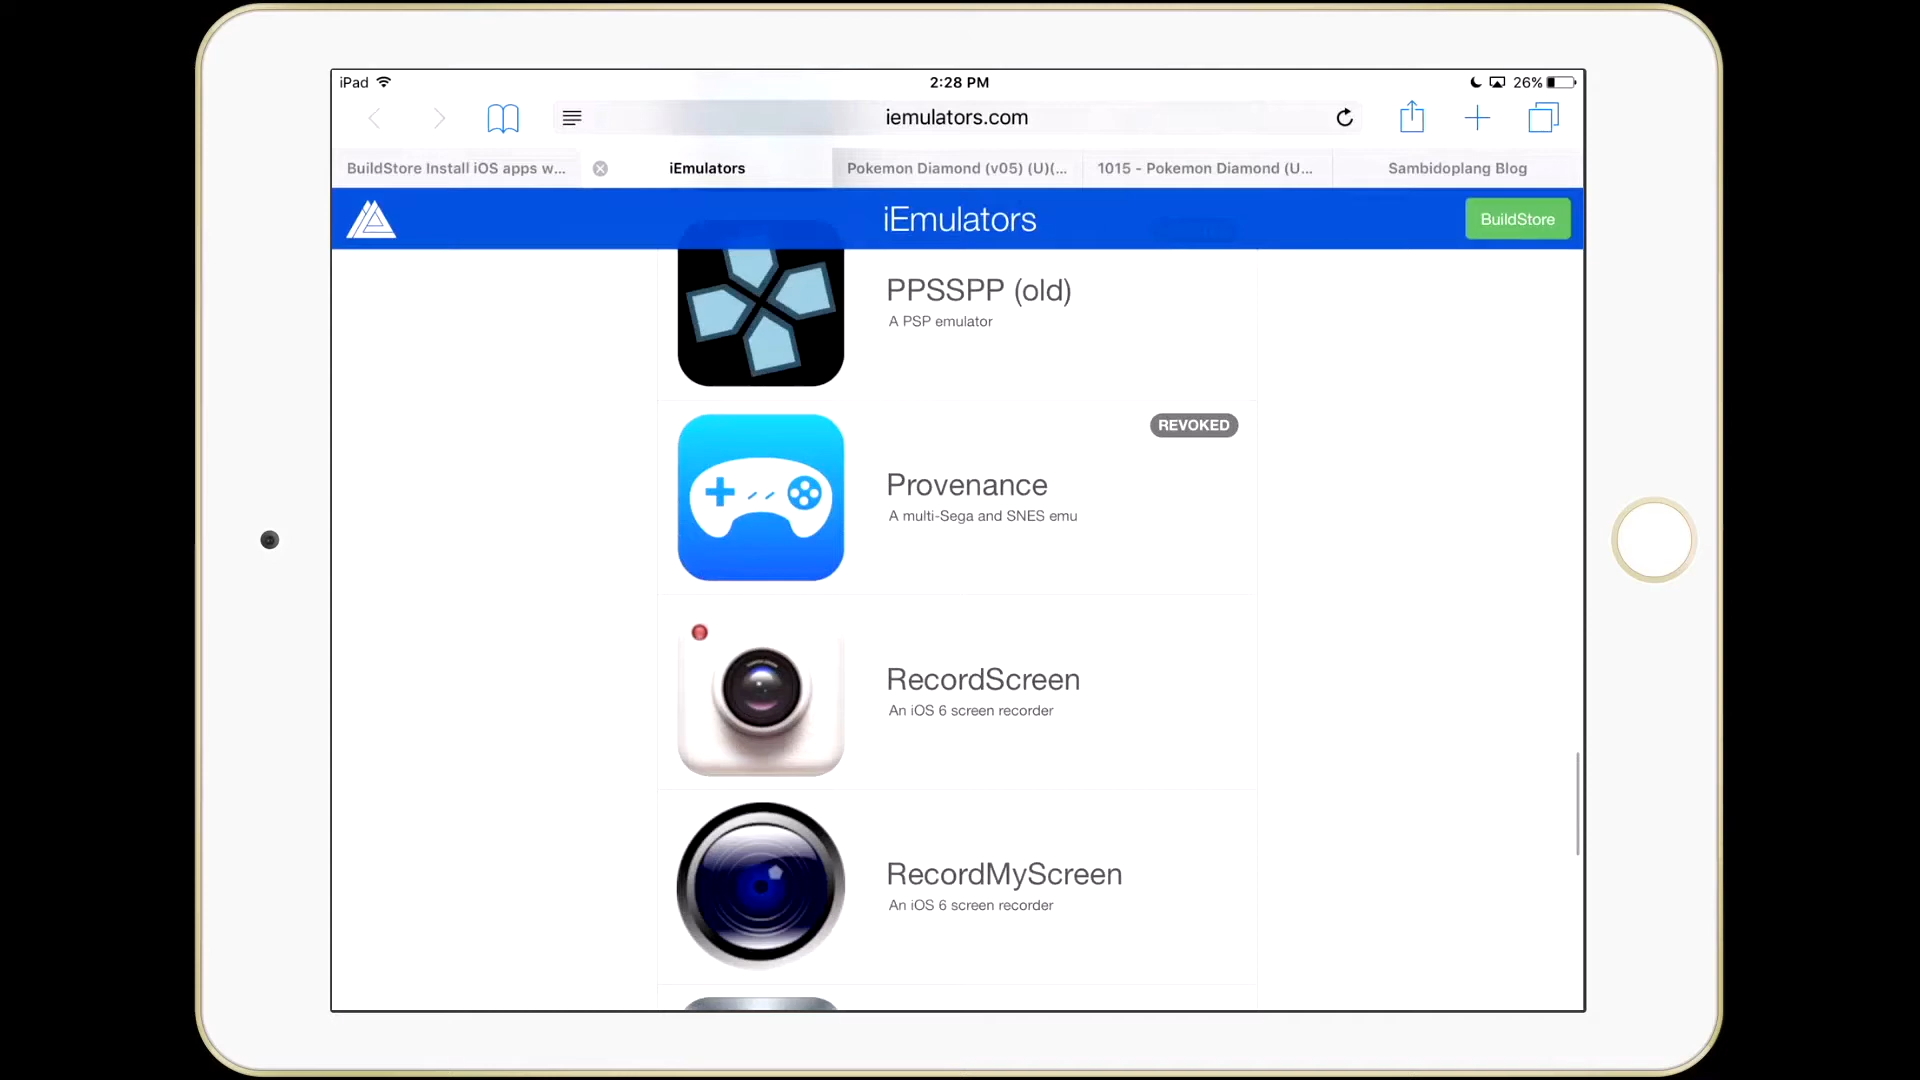 iPad
2:28 PM
26%
iemulators.com
BuildStore Install iOS apps w...
iEmulators
Pokemon Diamond (v05) (U)(...
1015 - Pokemon Diamond (U...
Sambidoplang Blog
iEmulators
BuildStore
PPSSPP (old)
A PSP emulator
REVOKED
Provenance
A multi-Sega and SNES emu
RecordScreen
An iOS 6 screen recorder
RecordMyScreen
An iOS 6 screen recorder